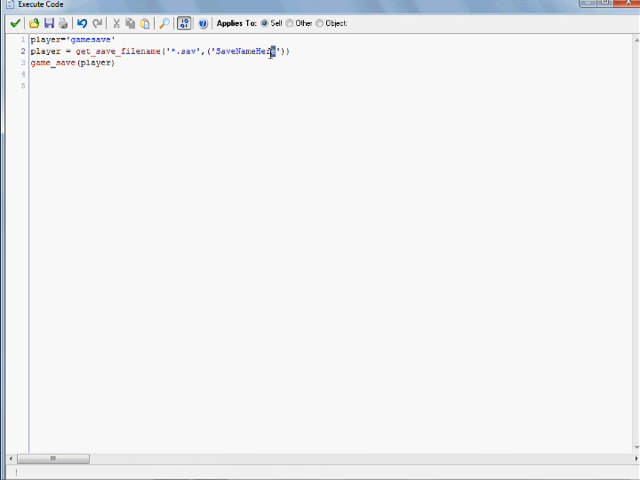 Execute Code
Applies To: Self Other Object:
1 player='gamesave'
2 player = get_save_filename('*.sav',('SaveNameHere'))
3 game_save(player)
4
5